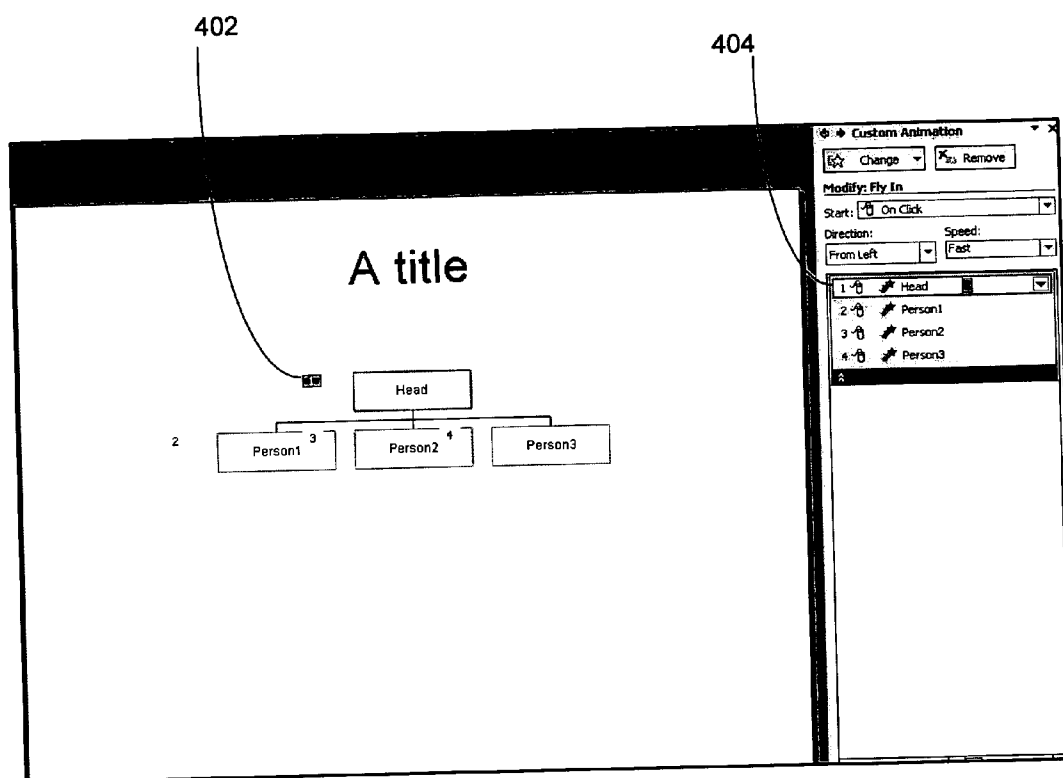 402
404
Custom Animation
Change
Remove
Modify: Fly In
Start: On Click
Direction: Speed:
From Left Fast
1 Head
2 Person1
3 Person2
4 Person3
A title
Head
2 Person1 3 Person2 4 Person3